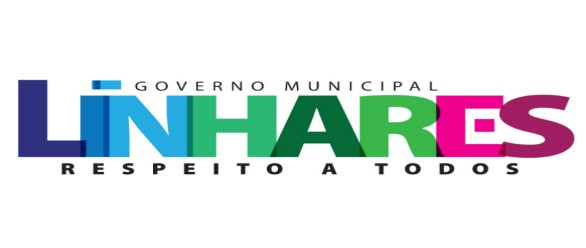 GOVERNO MUNICIPAL
LINHARES
RESPEITO A TODOS